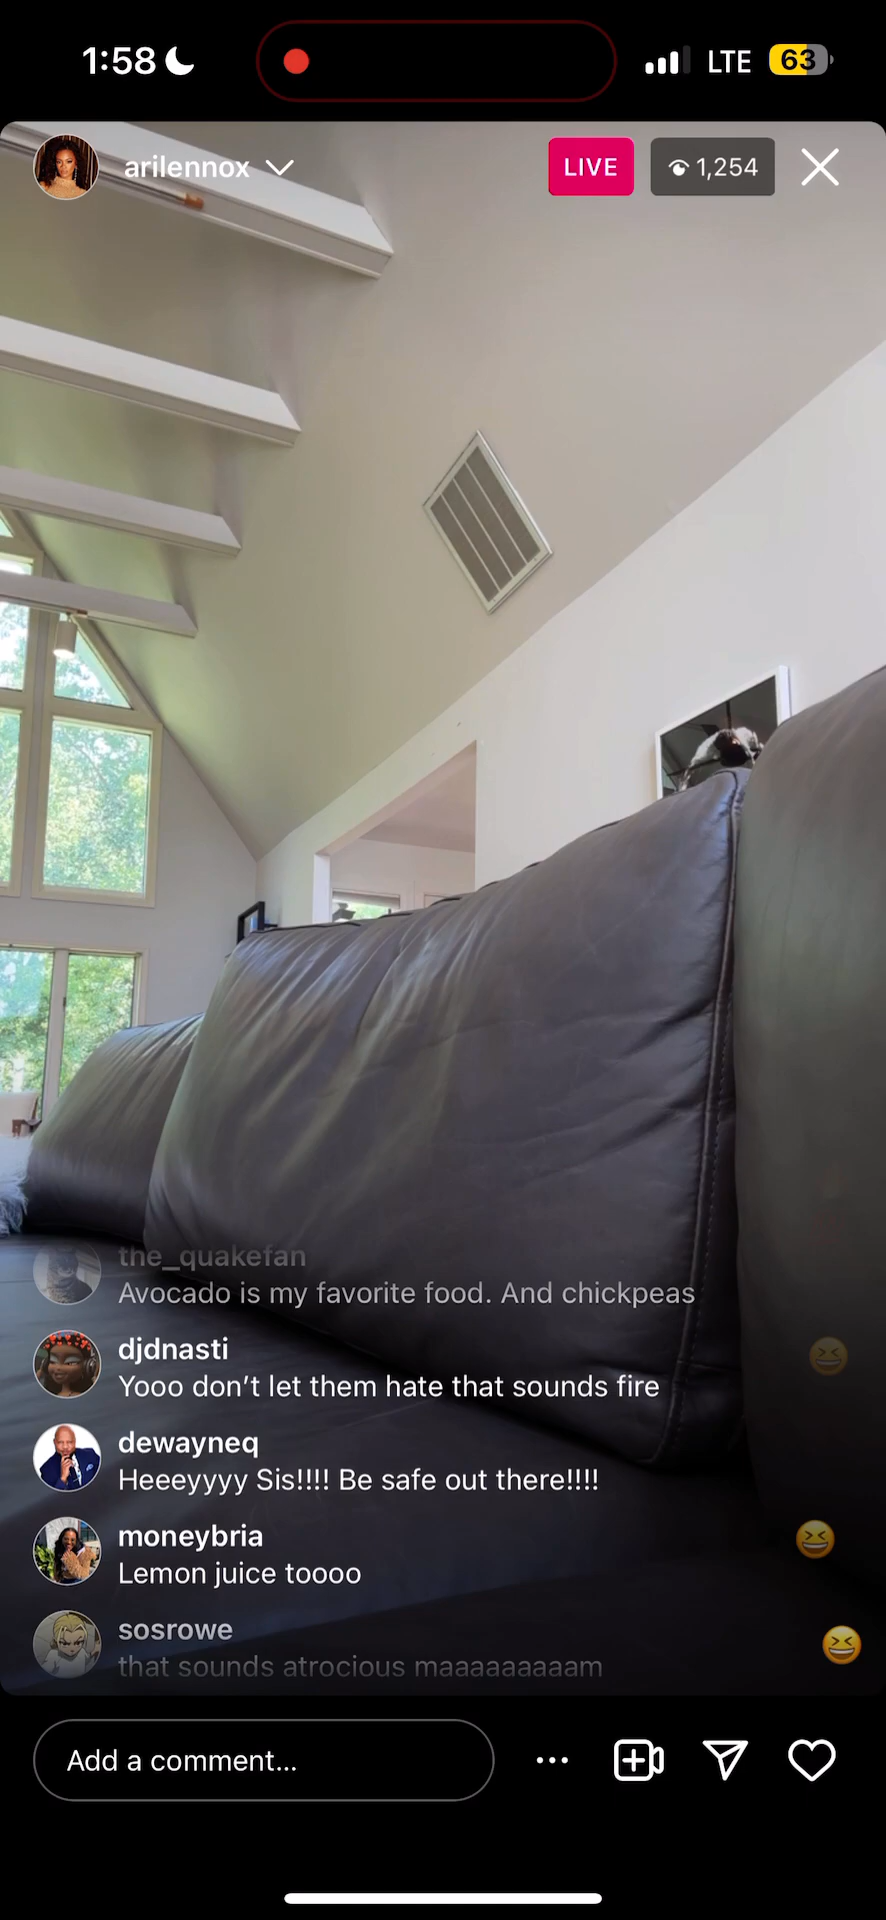 1:58
LTE
63
arilennox
LIVE
1,254
the_quakefan
Avocado is my favorite food. And chickpeas
djdnasti
Yooo don’t let them hate that sounds fire
dewayneq
Heeeyyyy Sis!!!! Be safe out there!!!!
moneybria
Lemon juice toooo
sosrowe
that sounds atrocious maaaaaaaaam
Add a comment...